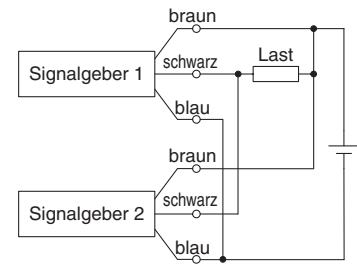 braun
Signalgeber 1
schwarz
Last
blau
braun
Signalgeber 2
schwarz
blau